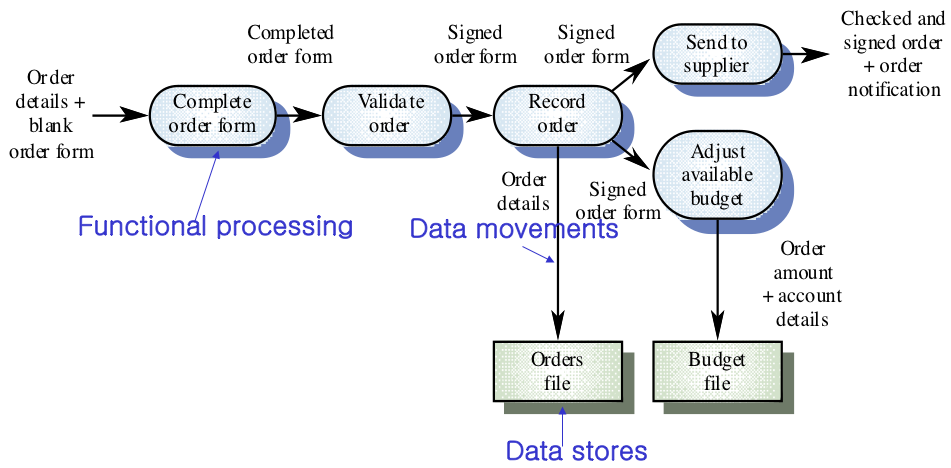 Order
details +
blank
order form
Complete
order form
Completed
order form
Validate
order
Signed
order form
Record
order
Signed
order form
Send to
supplier
Checked and
signed order
+ order
notification
Order
details
Signed
order form
Adjust
available
budget
Order
amount
+ account
details
Orders
file
Budget
file
Functional processing
Data movements
Data stores